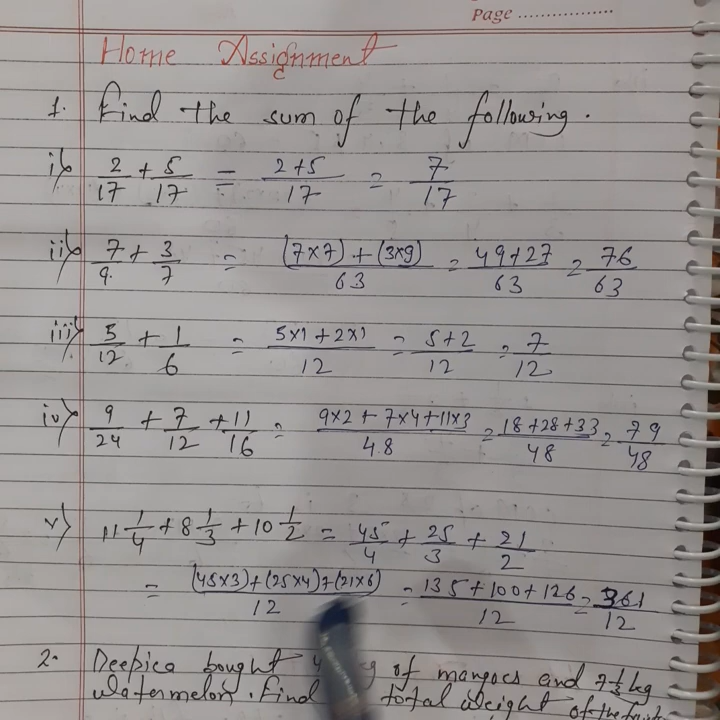 Page ..................
Home Assignment
1. Find the sum of the following.
i) 2/17 + 5/17 = 2+5/17 = 7/17
ii) 7/9 + 3/7 = (7×7) + (3×9)/63 = 49+27/63 = 76/63
iii) 5/12 + 1/6 = 5×1 + 2×1/12 = 5+2/12 = 7/12
iv) 9/24 + 7/12 + 11/16 = 9×2 + 7×4 + 11×3/48 = 18+28+33/48 = 79/48
v) 11 1/4 + 8 1/3 + 10 1/2 = 45/4 + 25/3 + 21/2
= (45×3)+(25×4)+(21×6)/12 = 135+100+126/12 = 361/12
2. Deepica bought of mangoes and 7 1/3 kg
Watermelon. Find total weight of the